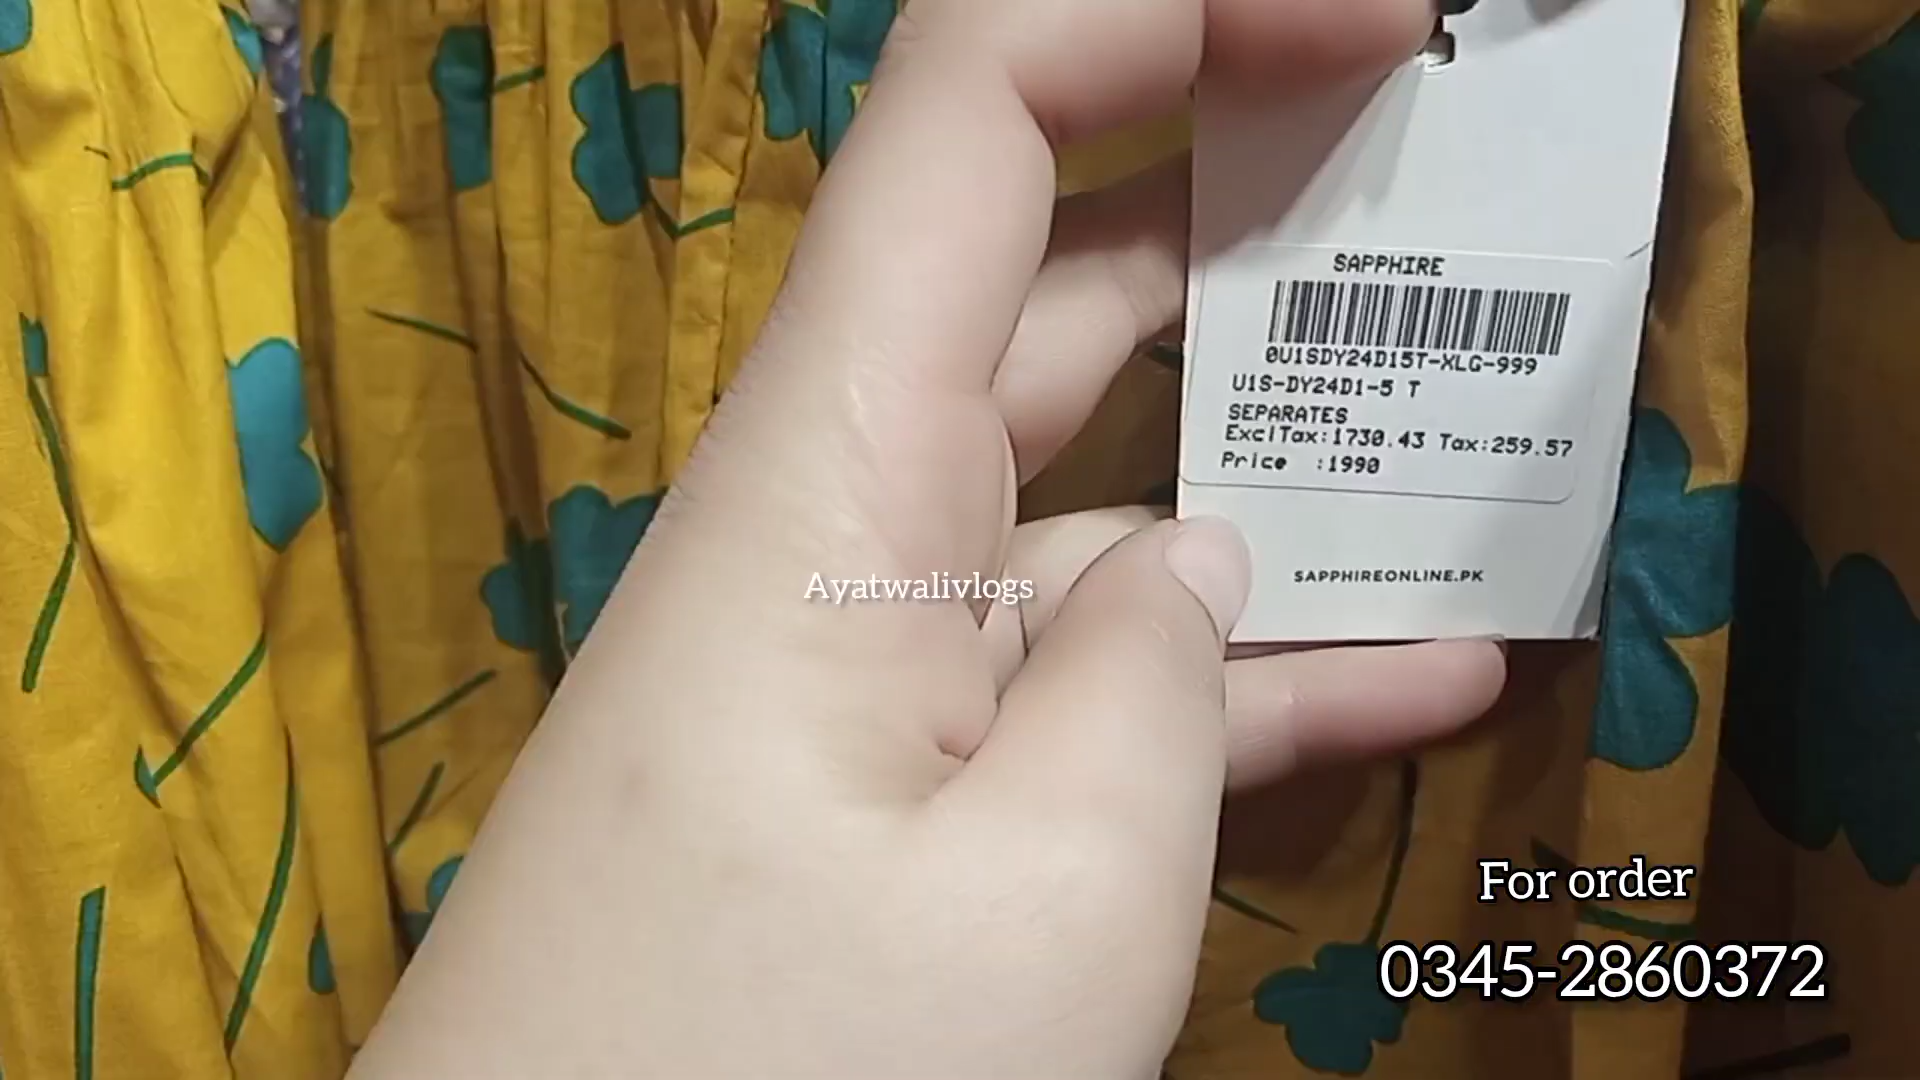 SAPPHIRE
0U1SDY24D15T-XLG-999
U1S-DY24D1-5 T
SEPARATES
ExclTax:1730.43 Tax:259.57
Price :1990
SAPPHIREONLINE.PK
Ayatwalivlogs
For order
0345-2860372